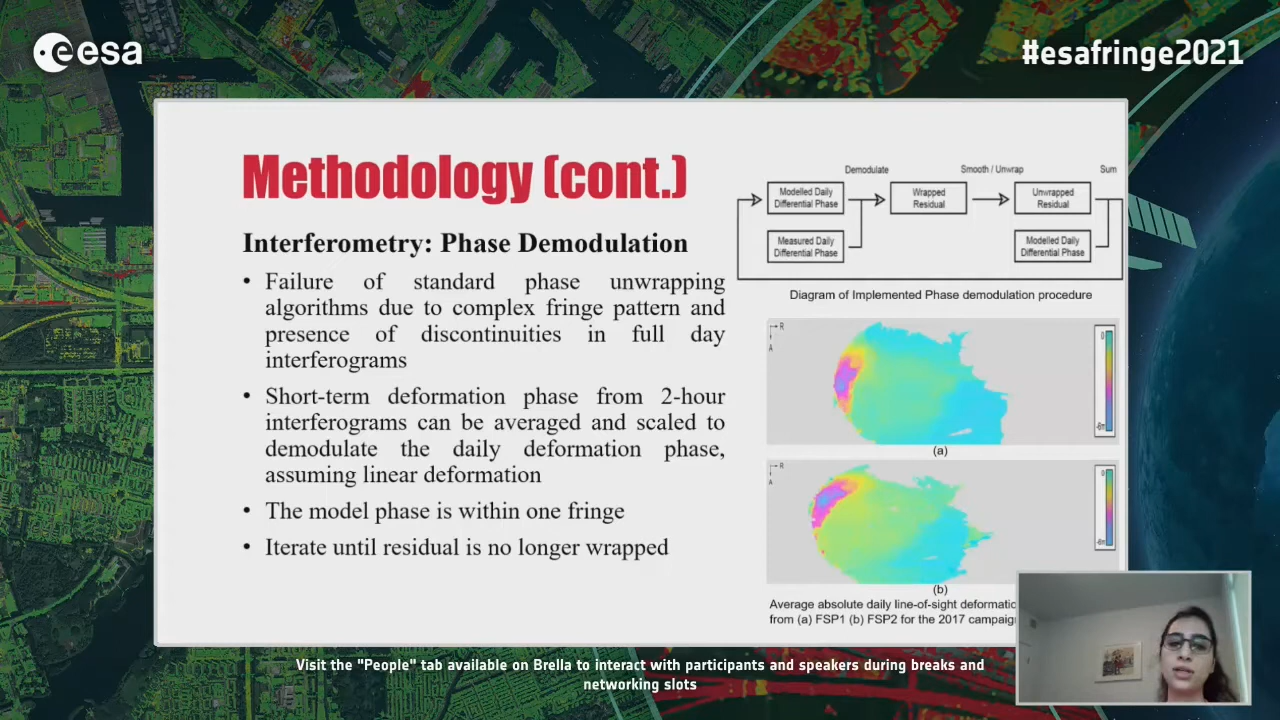 esa
#esafringe2021
Methodology (cont.)
Interferometry: Phase Demodulation
• Failure of standard phase unwrapping
algorithms due to complex fringe pattern and
presence of discontinuities in full day
interferograms
• Short-term deformation phase from 2-hour
interferograms can be averaged and scaled to
demodulate the daily deformation phase,
assuming linear deformation
• The model phase is within one fringe
• Iterate until residual is no longer wrapped
Demodulate
Smooth / Unwrap
Sum
Modelled Daily
Differential Phase
Wrapped
Residual
Unwrapped
Residual
Measured Daily
Differential Phase
Modelled Daily
Differential Phase
Diagram of Implemented Phase demodulation procedure
R
A
0
(a)
R
A
0
(b)
Average absolute daily line-of-sight
from (a) FSP1 (b) FSP2 for the 2017
Visit the "People" tab available on Brella to interact with participants and speakers during breaks and
networking slots